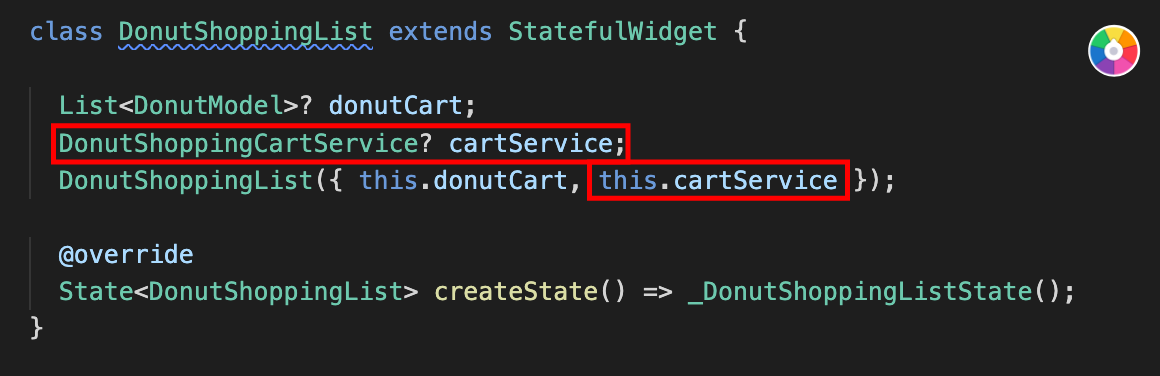 class DonutShoppingList extends StatefulWidget {
List<DonutModel>? donutCart;
DonutShoppingCartService? cartService;
DonutShoppingList({ this.donutCart, this.cartService });
@override
State<DonutShoppingList> createState() => _DonutShoppingListState();
}